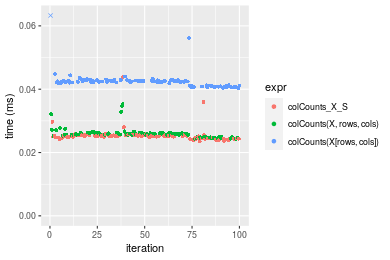 0.06
0.04
0.02
0.00
time (ms)
0
25
50
75
100
iteration
expr
colCounts_X_S
colCounts(X, rows, cols)
colCounts(X[rows, cols])